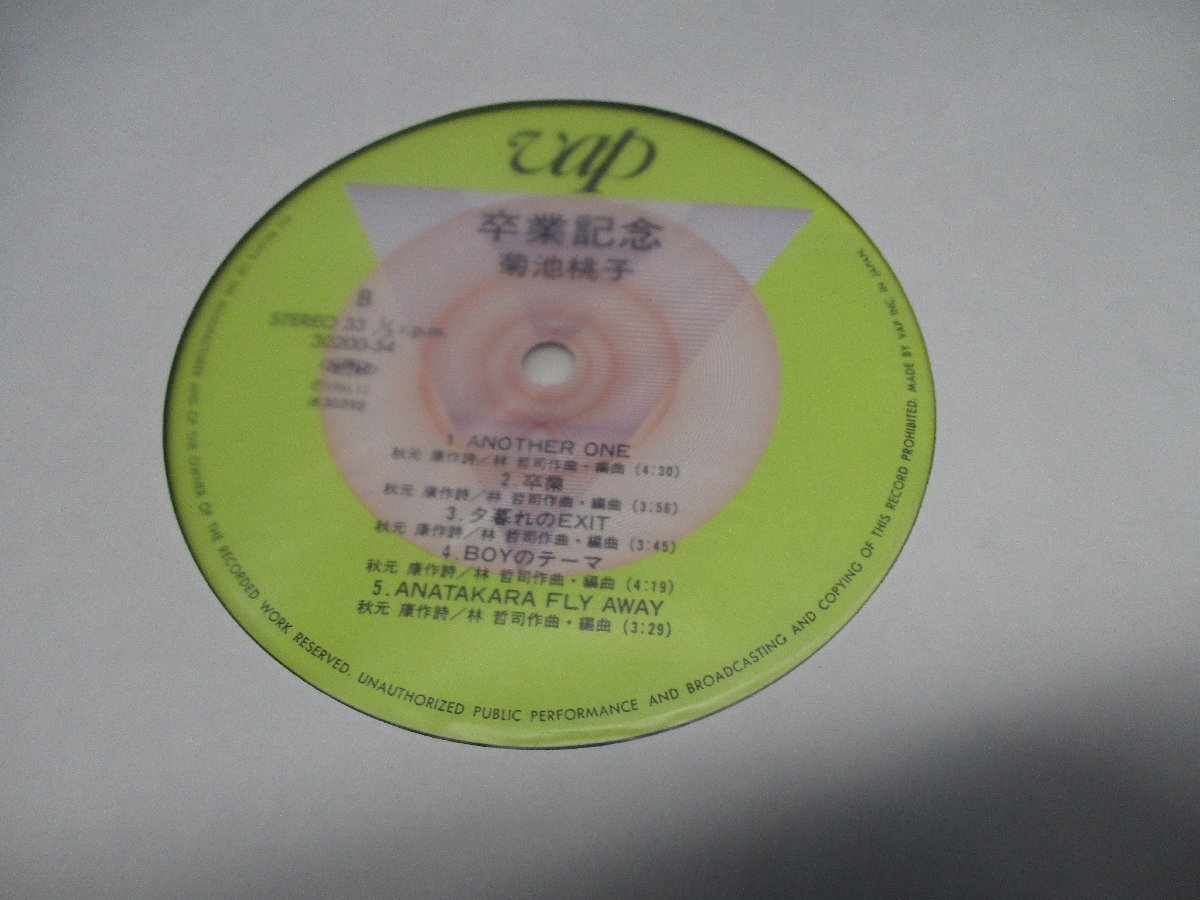 vap
卒業記念
菊池桃子
B
STEREO 33 1/3 r.p.m.
30200-54
1. ANOTHER ONE
秋元 康作詩／林 哲司作曲・編曲 (4:30)
2. 卒業
秋元 康作詩／林 哲司作曲・編曲 (3:56)
3. 夕暮れのEXIT
秋元 康作詩／林 哲司作曲・編曲 (3:45)
4. BOYのテーマ
秋元 康作詩／林 哲司作曲・編曲 (4:19)
5. ANATAKARA FLY AWAY
秋元 康作詩／林 哲司作曲・編曲 (3:29)
OF THE RECORDED WORK RESERVED. UNAUTHORIZED PUBLIC PERFORMANCE AND BROADCASTING AND COPYING OF THIS RECORD PROHIBITED. MADE BY VAP INC. IN JAPAN